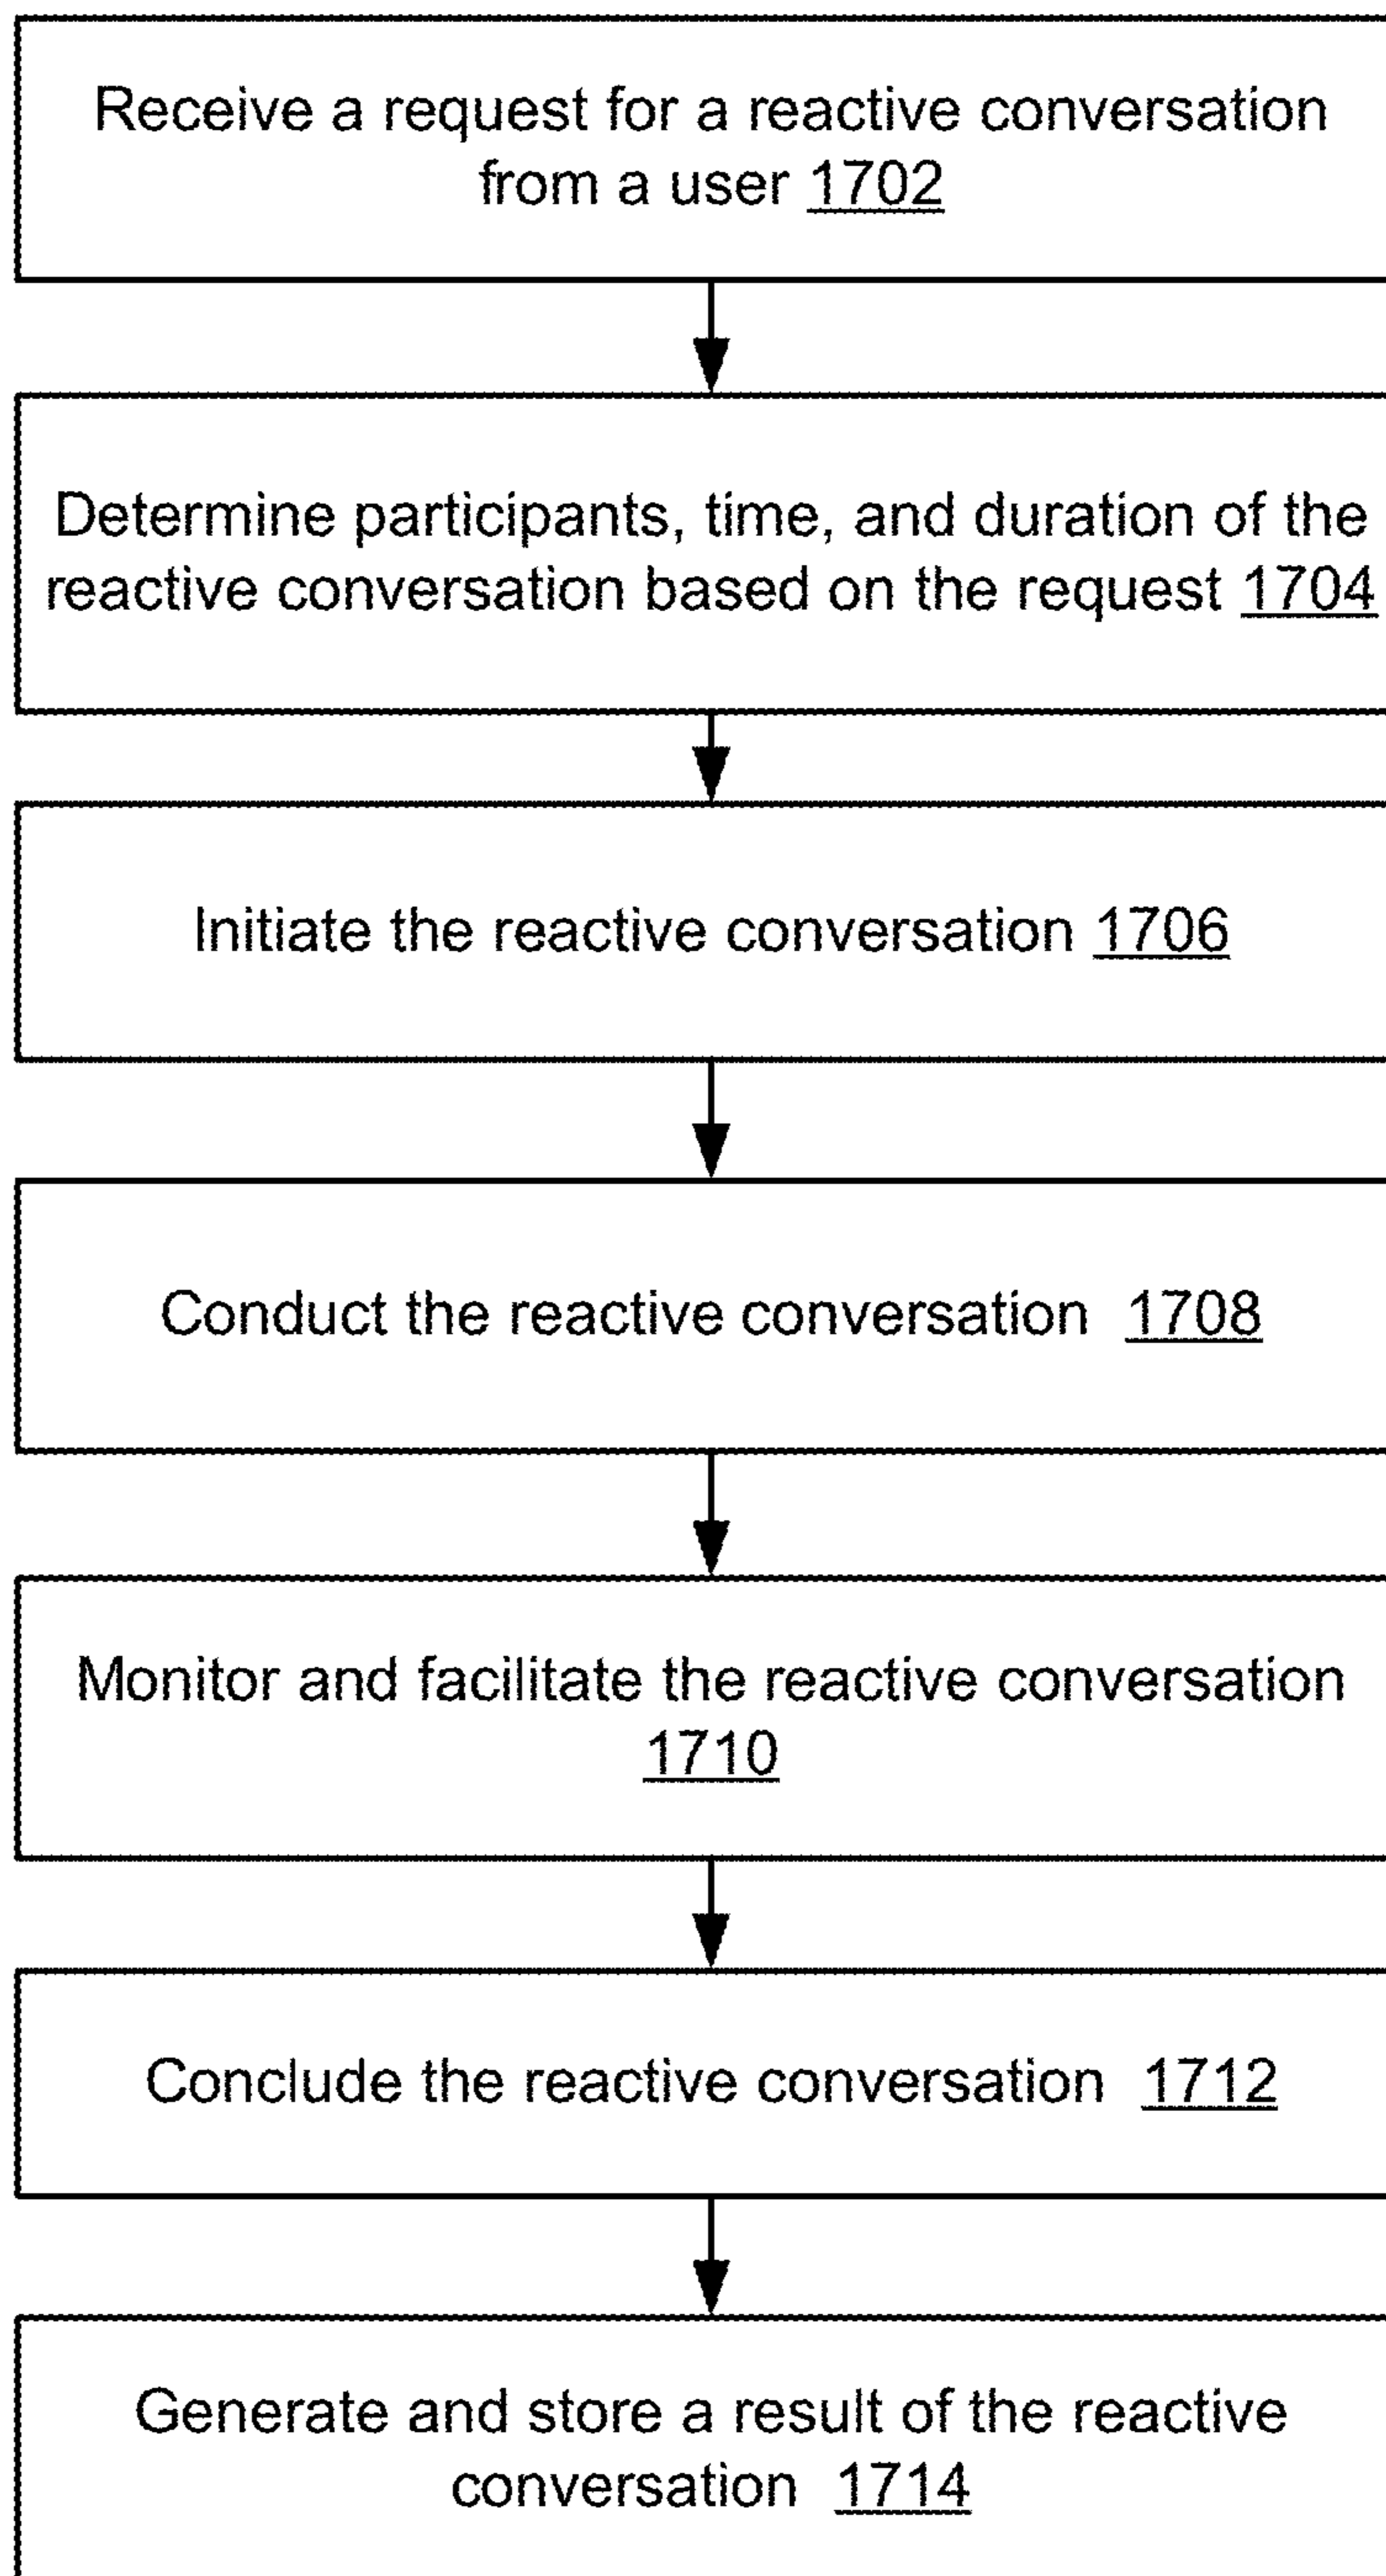 Receive a request for a reactive conversation
from a user 1702
Determine participants, time, and duration of the
reactive conversation based on the request 1704
Initiate the reactive conversation 1706
Conduct the reactive conversation 1708
Monitor and facilitate the reactive conversation
1710
Conclude the reactive conversation 1712
Generate and store a result of the reactive
conversation 1714